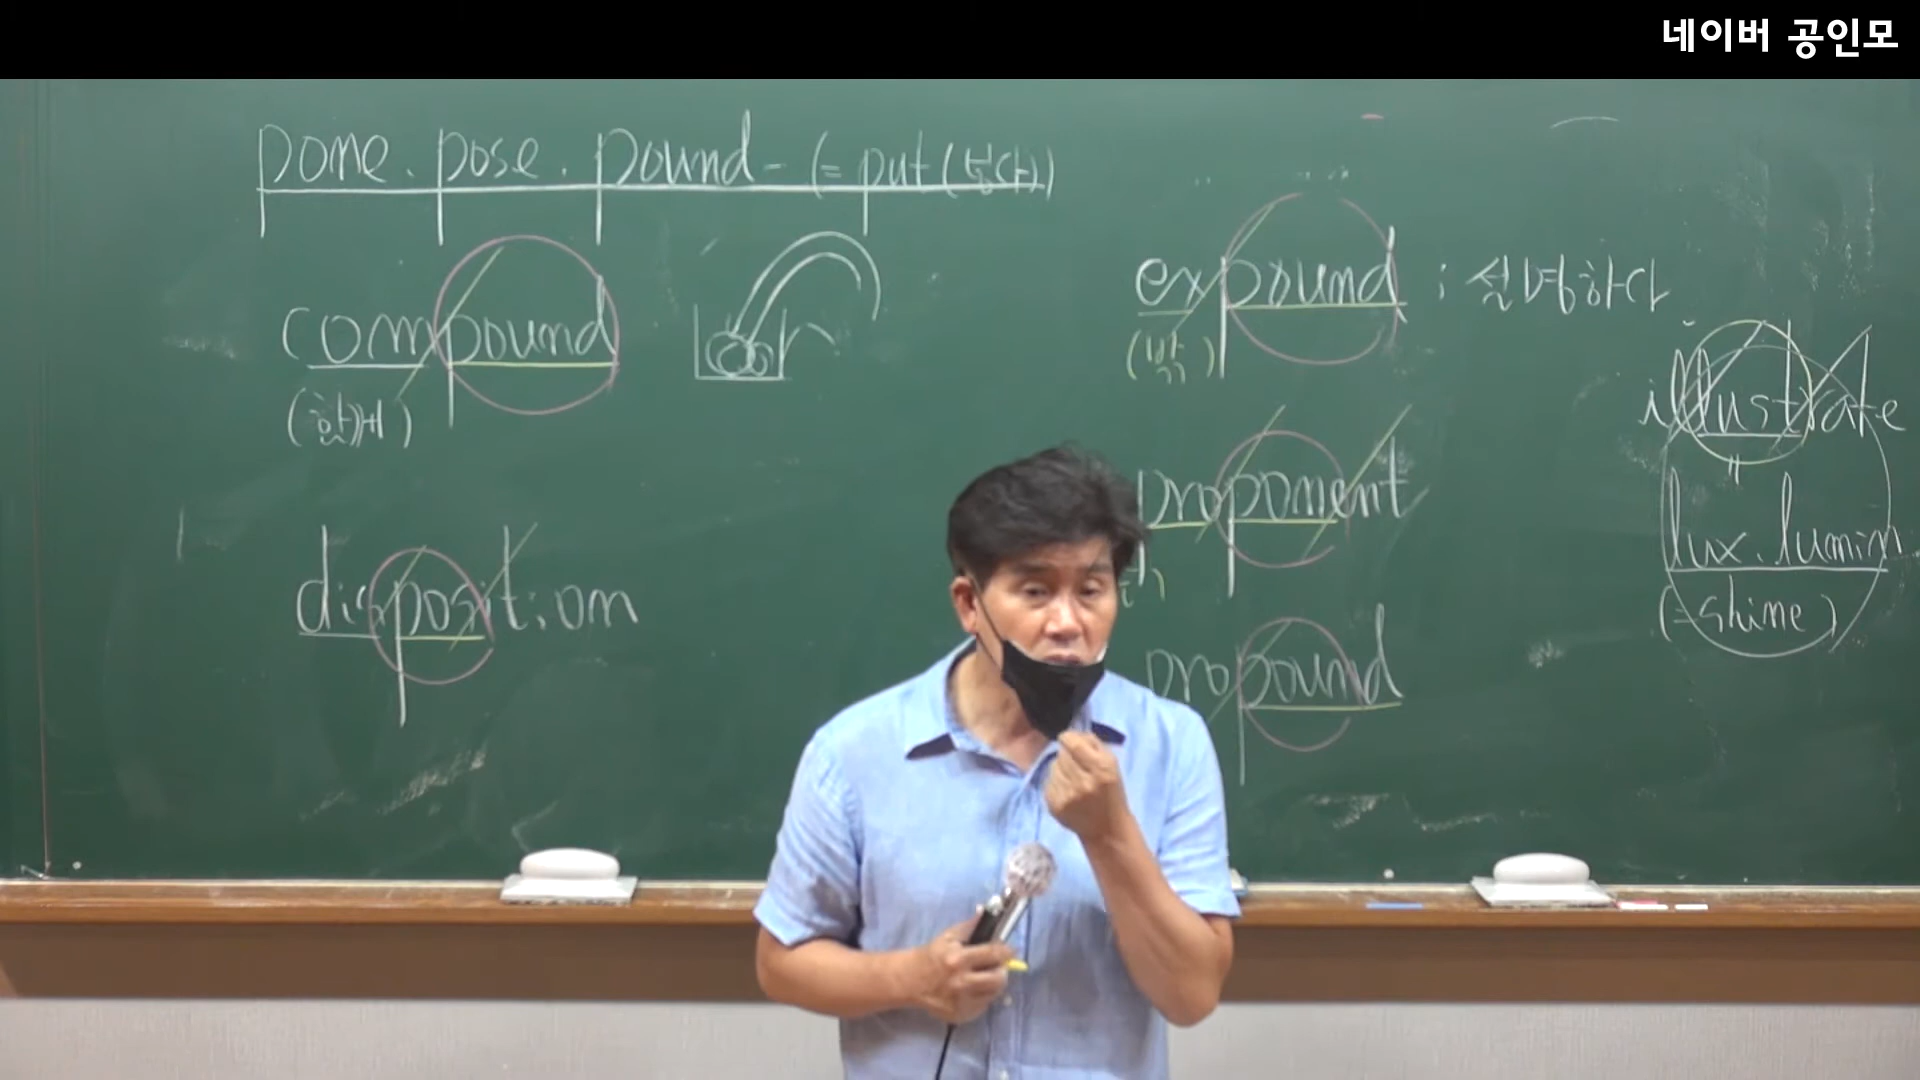 네이버 공인모
pone. pose. pound - (= put (놓다))
compound
(함께)
disposition
expound : 설명하다
(밖)
proponent
propound
illustrate
=
lux. lumin
(=shine)